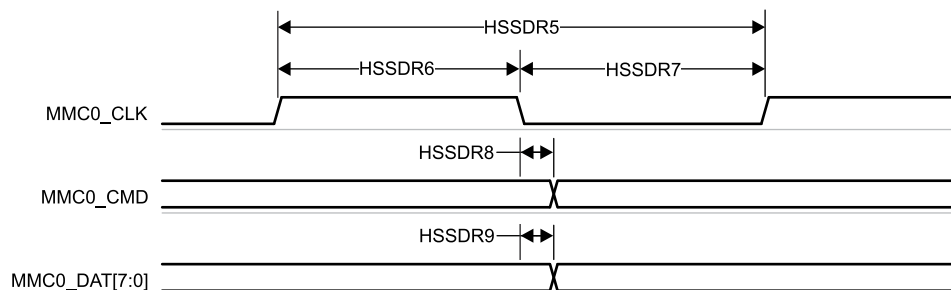 HSSDR5
HSSDR6 HSSDR7
MMC0_CLK
HSSDR8
MMC0_CMD
HSSDR9
MMC0_DAT[7:0]